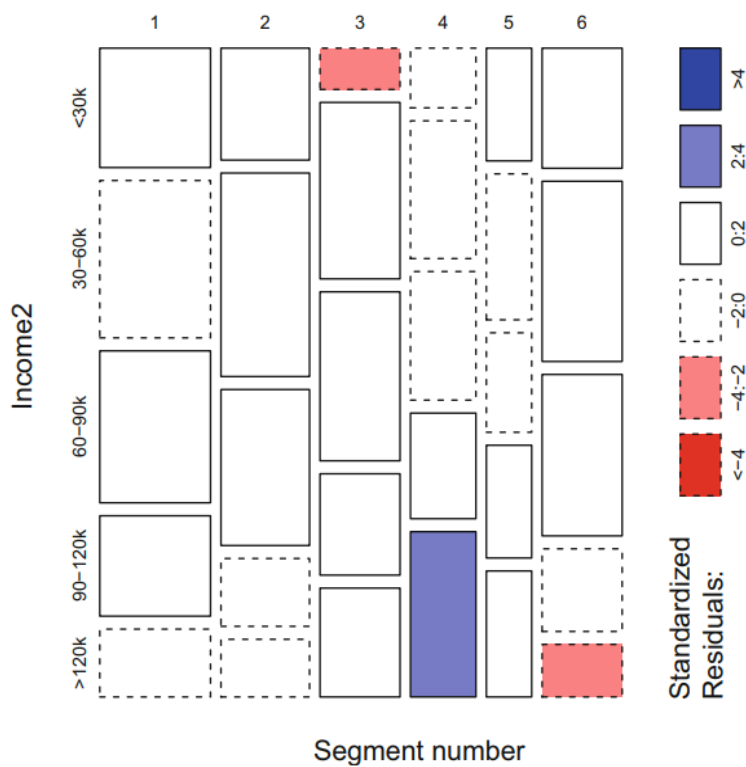 1 2 3 4 5 6
Income2
<30k
30−60k
60−90k
90−120k
>120k
Segment number
Standardized
Residuals:
<−4
−4:−2
−2:0
0:2
2:4
>4